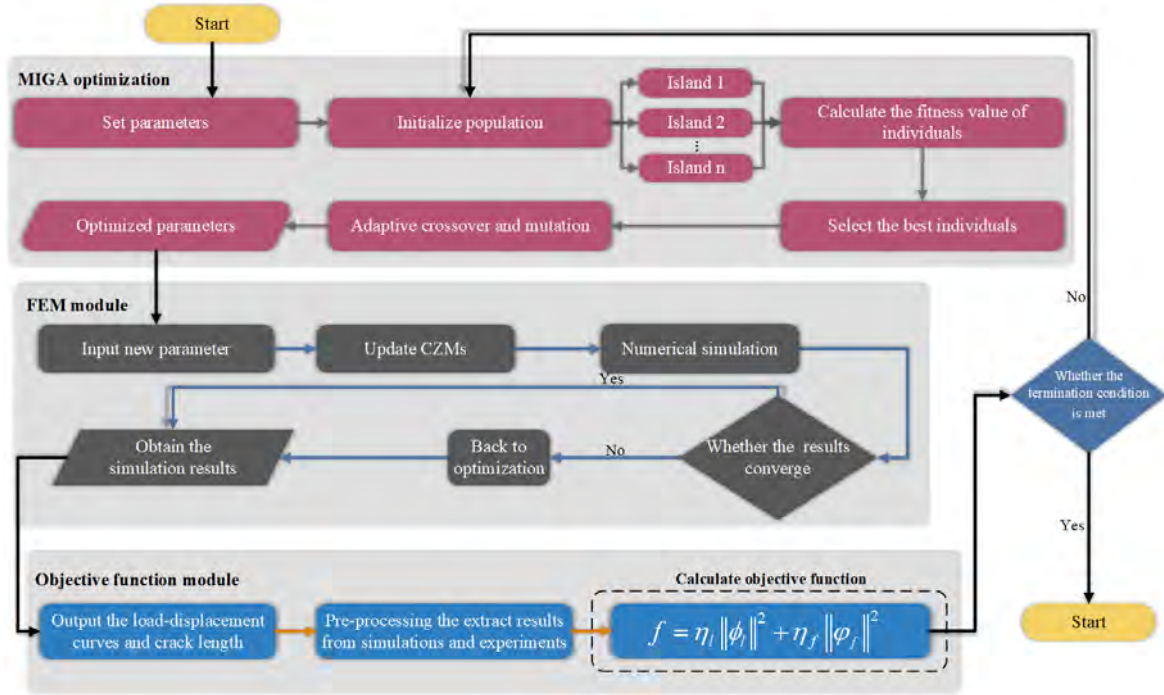 Start
MIGA optimization
Set parameters
Initialize population
Island 1
Island 2
⋮
Island n
Calculate the fitness value of
individuals
Optimized parameters
Adaptive crossover and mutation
Select the best individuals
No
FEM module
Input new parameter
Update CZMs
Numerical simulation
Yes
Whether the
termination condition
is met
Obtain the
simulation results
Back to
optimization
No
Whether the results
converge
Yes
Objective function module
Calculate objective function
Output the load-displacement
curves and crack length
Pre-processing the extract results
from simulations and experiments
f = η_l ||ϕ_l||² + η_f ||φ_f||²
Start